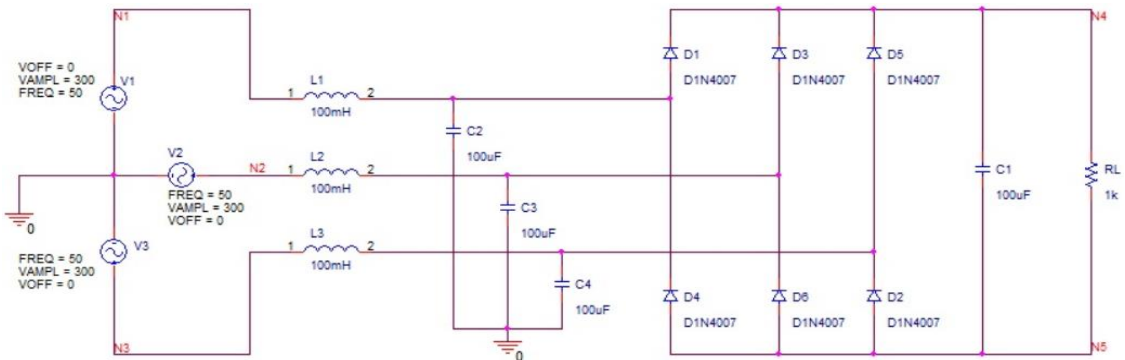 N1
N4
VOFF = 0
VAMPL = 300
FREQ = 50
V1
L1
1 2
100mH
D1
D1N4007
D3
D1N4007
D5
D1N4007
C2
100uF
V2
N2
FREQ = 50
VAMPL = 300
VOFF = 0
L2
1 2
100mH
C1
100uF
RL
1k
0
C3
100uF
V3
FREQ = 50
VAMPL = 300
VOFF = 0
L3
1 2
100mH
C4
100uF
D4
D1N4007
D6
D1N4007
D2
D1N4007
N3
0
N5